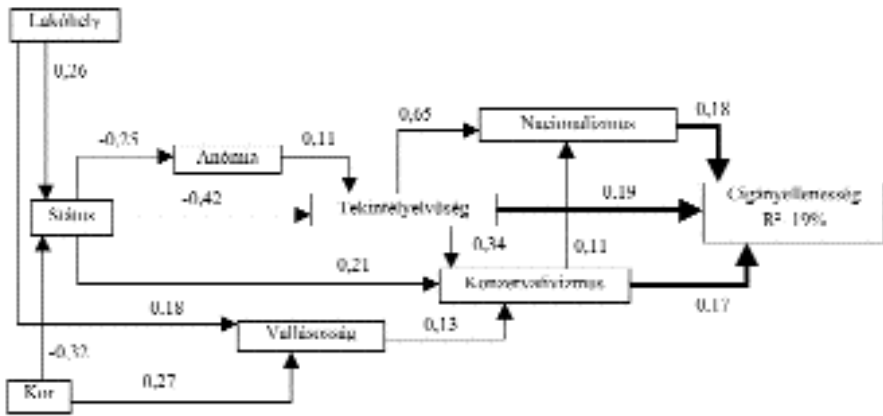 Lakóhely
0,26
-0,25
Anómia
0,11
0,65
Nacionalizmus
0,18
Státus
-0,42
Tekintélyelvűség
0,19
Cigányellenesség
R² 19%
0,34
0,11
0,21
Konzervativizmus
0,17
0,18
Vallásosság
0,13
-0,32
Kor
0,27